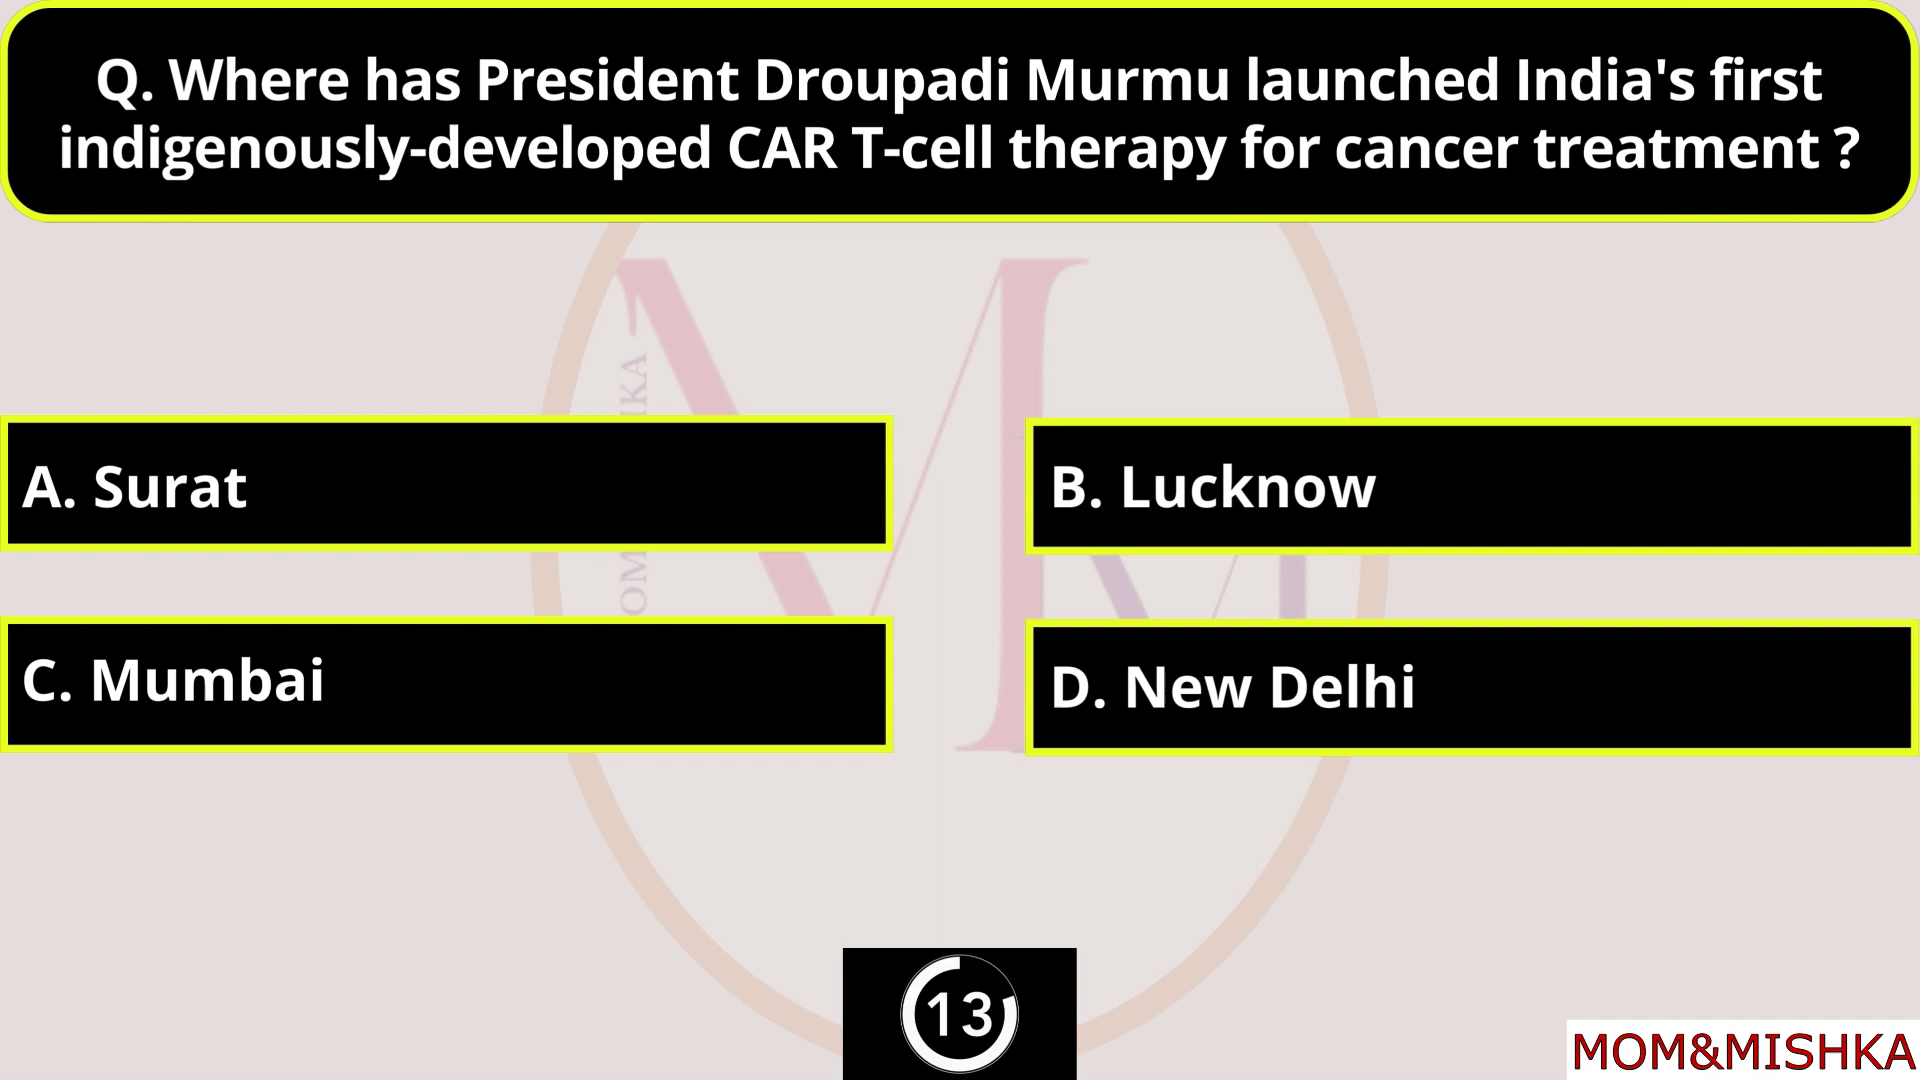 Q. Where has President Droupadi Murmu launched India's first
indigenously-developed CAR T-cell therapy for cancer treatment ?
A. Surat
B. Lucknow
C. Mumbai
D. New Delhi
13
MOM&MISHKA